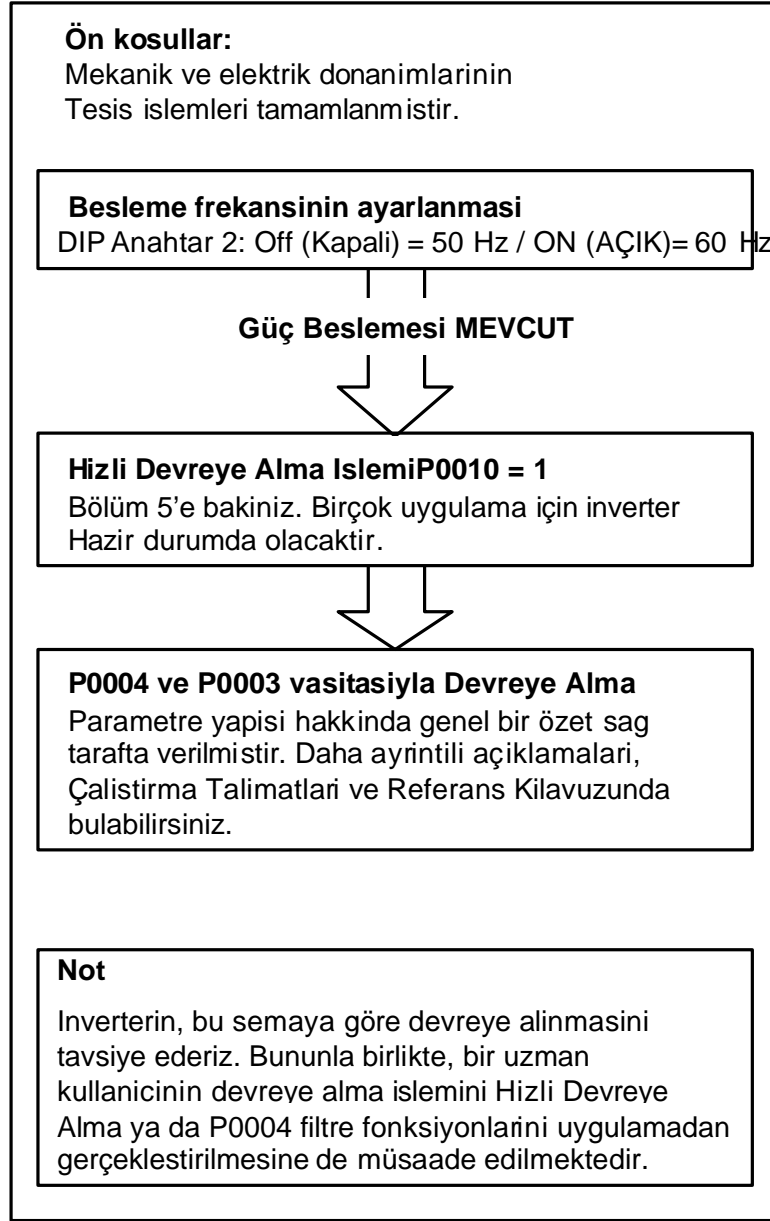 Ön kosullar:
Mekanik ve elektrik donanimlarinin
Tesis islemleri tamamlanmistir.
Besleme frekansinin ayarlanmasi
DIP Anahtar 2: Off (Kapali) = 50 Hz / ON (AÇIK)= 60 Hz
Güç Beslemesi MEVCUT
Hizli Devreye Alma IslemiP0010 = 1
Bölüm 5'e bakiniz. Birçok uygulama için inverter
Hazir durumda olacaktir.
P0004 ve P0003 vasitasiyla Devreye Alma
Parametre yapisi hakkinda genel bir özet sag
tarafta verilmistir. Daha ayrintili açiklamalari,
Çalistirma Talimatlari ve Referans Kilavuzunda
bulabilirsiniz.
Not
Inverterin, bu semaya göre devreye alinmasini
tavsiye ederiz. Bununla birlikte, bir uzman
kullanicinin devreye alma islemini Hizli Devreye
Alma ya da P0004 filtre fonksiyonlarini uygulamadan
gerçeklestirilmesine de müsaade edilmektedir.